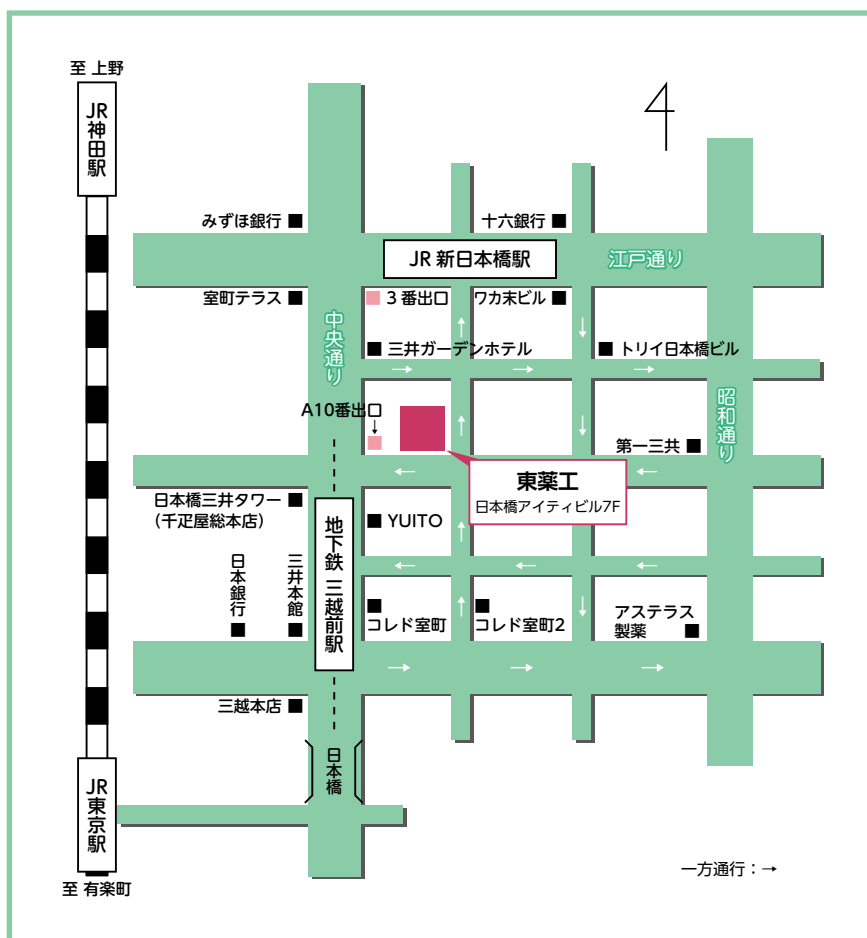 至 上野
JR神田駅
みずほ銀行
十六銀行
JR 新日本橋駅
江戸通り
室町テラス
3番出口
ワカ末ビル
中央通り
三井ガーデンホテル
トリイ日本橋ビル
昭和通り
A10番出口
第一三共
東薬工
日本橋アイティビル7F
日本橋三井タワー
(千疋屋総本店)
地下鉄 三越前駅
YUITO
日本銀行
三井本館
コレド室町
コレド室町2
アステラス
製薬
三越本店
日本橋
JR東京駅
至 有楽町
一方通行：→